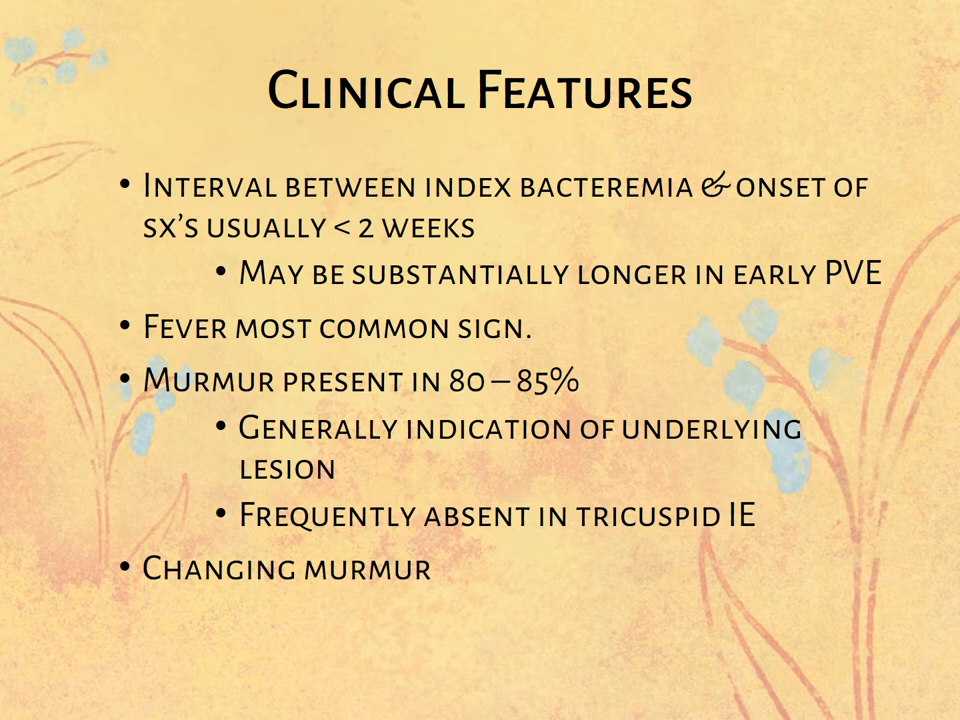 Clinical Features
• Interval between index bacteremia & onset of
sx's usually < 2 weeks
• May be substantially longer in early PVE
• Fever most common sign.
• Murmur present in 80 – 85%
• Generally indication of underlying
lesion
• Frequently absent in tricuspid IE
• Changing murmur